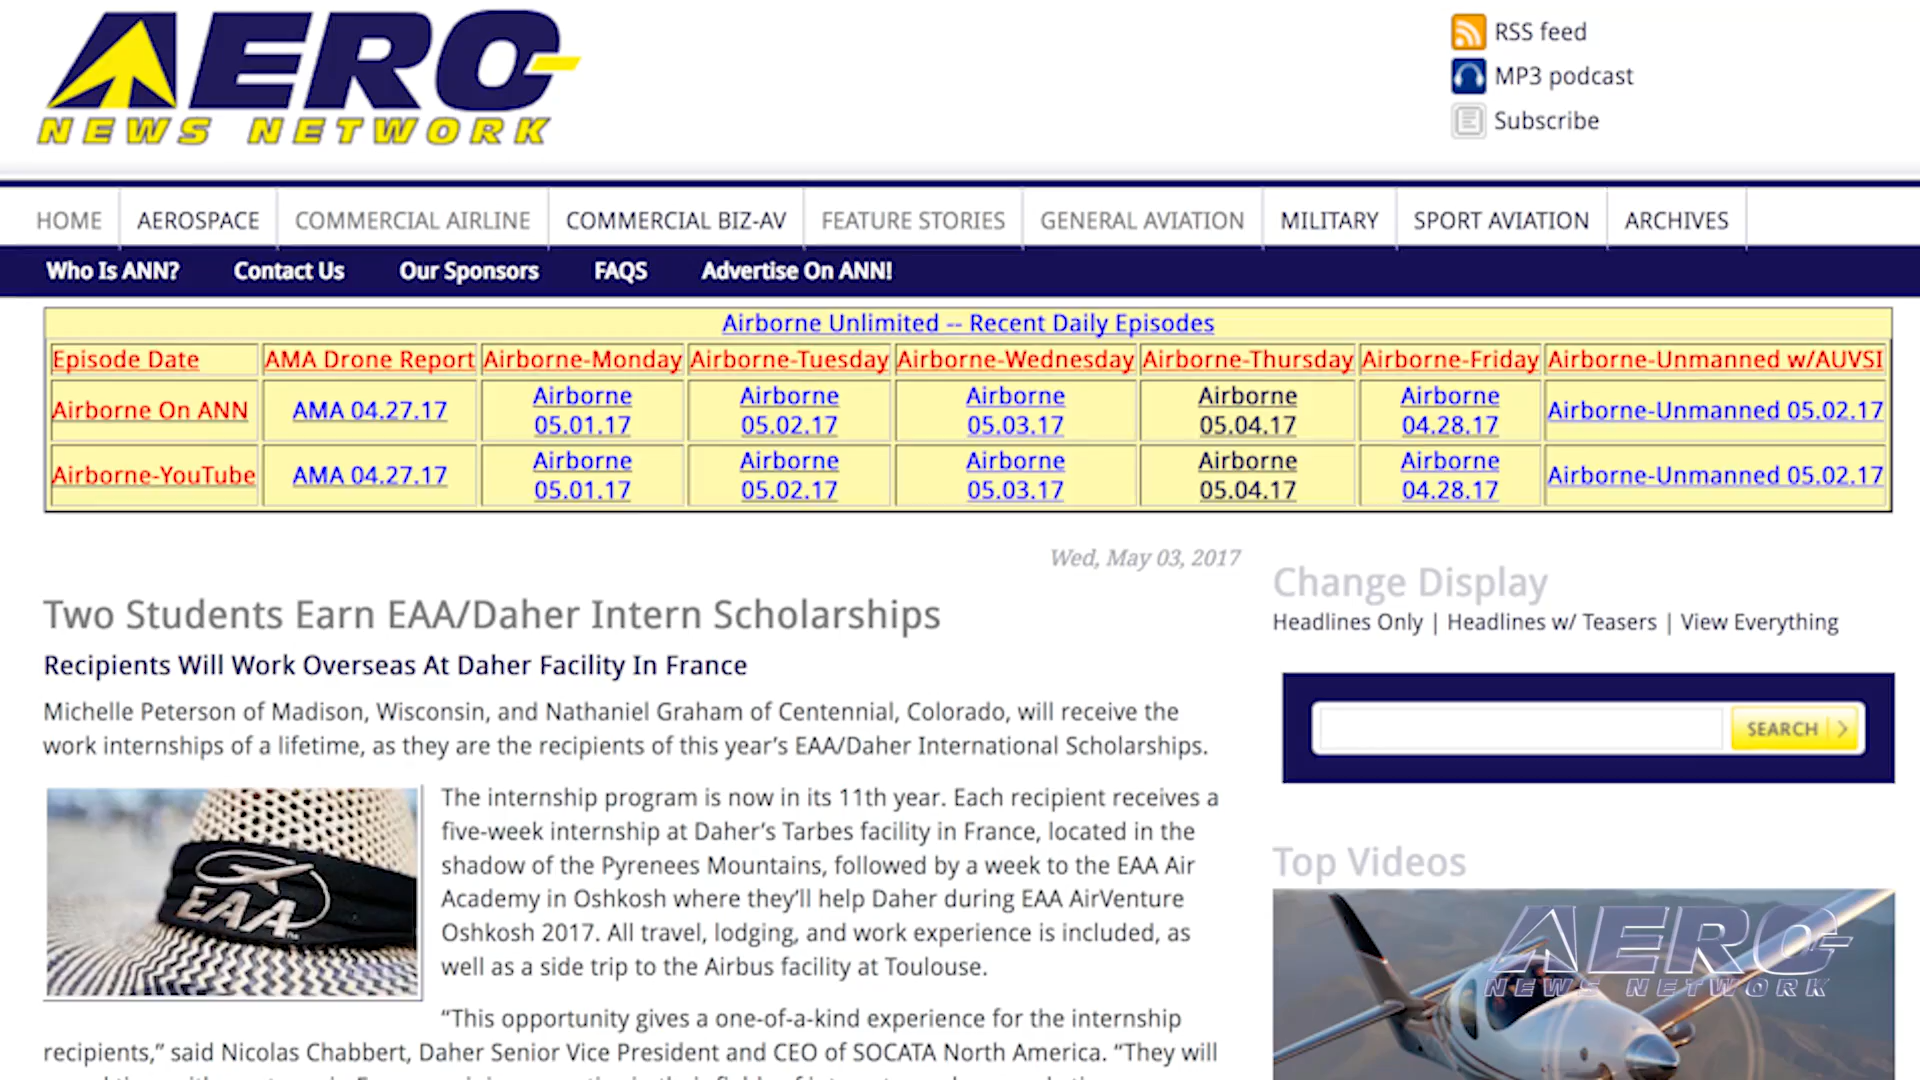 AERO-
NEWS NETWORK
RSS feed
MP3 podcast
Subscribe
HOME AEROSPACE COMMERCIAL AIRLINE COMMERCIAL BIZ-AV FEATURE STORIES GENERAL AVIATION MILITARY SPORT AVIATION ARCHIVES
Who Is ANN? Contact Us Our Sponsors FAQS Advertise On ANN!
Airborne Unlimited -- Recent Daily Episodes
Episode Date AMA Drone Report Airborne-Monday Airborne-Tuesday Airborne-Wednesday Airborne-Thursday Airborne-Friday Airborne-Unmanned w/AUVSI
Airborne On ANN AMA 04.27.17 Airborne 05.01.17 Airborne 05.02.17 Airborne 05.03.17 Airborne 05.04.17 Airborne 04.28.17 Airborne-Unmanned 05.02.17
Airborne-YouTube AMA 04.27.17 Airborne 05.01.17 Airborne 05.02.17 Airborne 05.03.17 Airborne 05.04.17 Airborne 04.28.17 Airborne-Unmanned 05.02.17
Wed, May 03, 2017
Two Students Earn EAA/Daher Intern Scholarships
Recipients Will Work Overseas At Daher Facility In France
Michelle Peterson of Madison, Wisconsin, and Nathaniel Graham of Centennial, Colorado, will receive the
work internships of a lifetime, as they are the recipients of this year's EAA/Daher International Scholarships.
EAA
The internship program is now in its 11th year. Each recipient receives a
five-week internship at Daher's Tarbes facility in France, located in the
shadow of the Pyrenees Mountains, followed by a week to the EAA Air
Academy in Oshkosh where they'll help Daher during EAA AirVenture
Oshkosh 2017. All travel, lodging, and work experience is included, as
well as a side trip to the Airbus facility at Toulouse.
"This opportunity gives a one-of-a-kind experience for the internship
recipients," said Nicolas Chabbert, Daher Senior Vice President and CEO of SOCATA North America. "They will
Change Display
Headlines Only | Headlines w/ Teasers | View Everything
SEARCH
Top Videos
AERO-
NEWS NETWORK